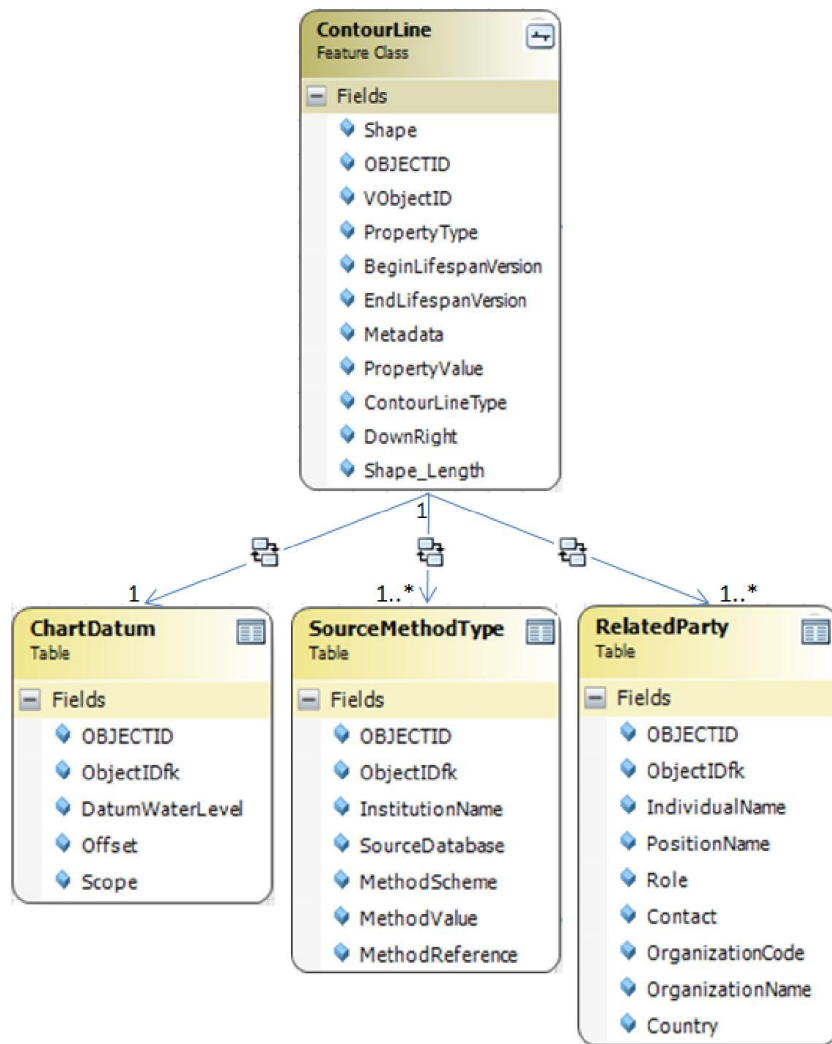 ContourLine
Feature Class
Fields
Shape
OBJECTID
VObjectID
PropertyType
BeginLifespanVersion
EndLifespanVersion
Metadata
PropertyValue
ContourLineType
DownRight
Shape_Length
1
1
1..*
1..*
ChartDatum
Table
Fields
OBJECTID
ObjectIDfk
DatumWaterLevel
Offset
Scope
SourceMethodType
Table
Fields
OBJECTID
ObjectIDfk
InstitutionName
SourceDatabase
MethodScheme
MethodValue
MethodReference
RelatedParty
Table
Fields
OBJECTID
ObjectIDfk
IndividualName
PositionName
Role
Contact
OrganizationCode
OrganizationName
Country